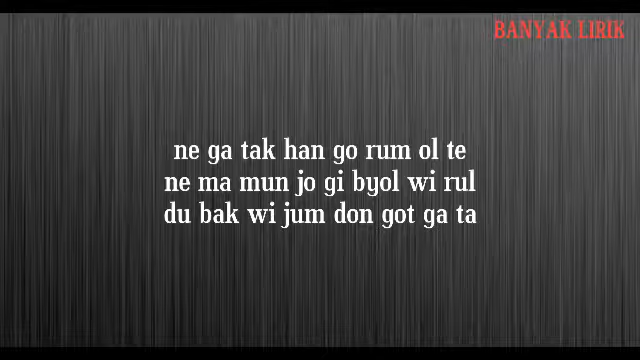 BANYAK LIRIK
ne ga tak han go rum ol te
ne ma mun jo gi byol wi rul
du bak wi jum don got ga ta